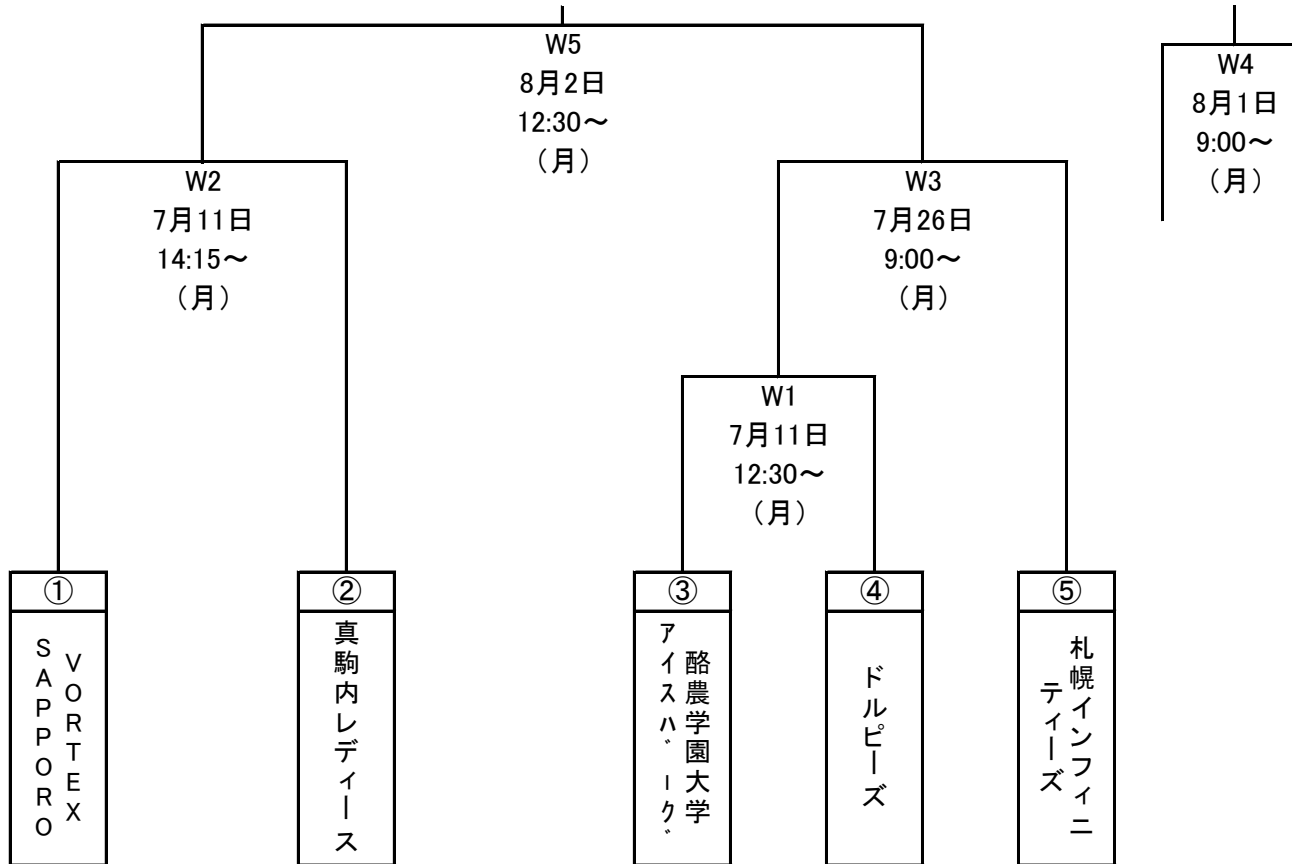 W5
8月2日
12:30～
（月）
W4
8月1日
9:00～
（月）
W2
7月11日
14:15～
（月）
W3
7月26日
9:00～
（月）
W1
7月11日
12:30～
（月）
①
VORTEX
SAPPORO
②
真駒内レディース
③
酪農学園大学
ｱｲｽﾊﾞｰｸﾞ
④
ドルピーズ
⑤
札幌インフィニ
ティーズ